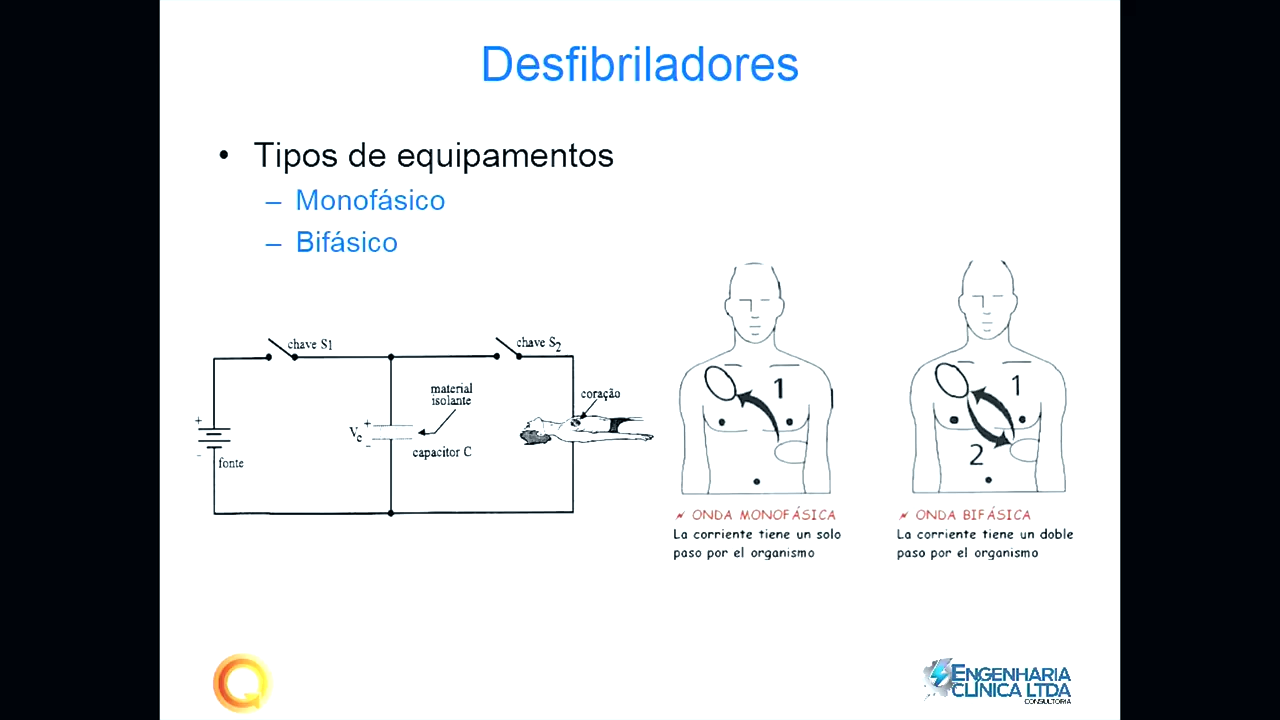 Desfibriladores
• Tipos de equipamentos
– Monofásico
– Bifásico
chave S1
chave S2
material
isolante
coração
+
Vc
+
-
-
fonte
capacitor C
1
1
2
ONDA MONOFÁSICA
La corriente tiene un solo
paso por el organismo
ONDA BIFÁSICA
La corriente tiene un doble
paso por el organismo
ENGENHARIA
CLÍNICA LTDA
CONSULTORIA